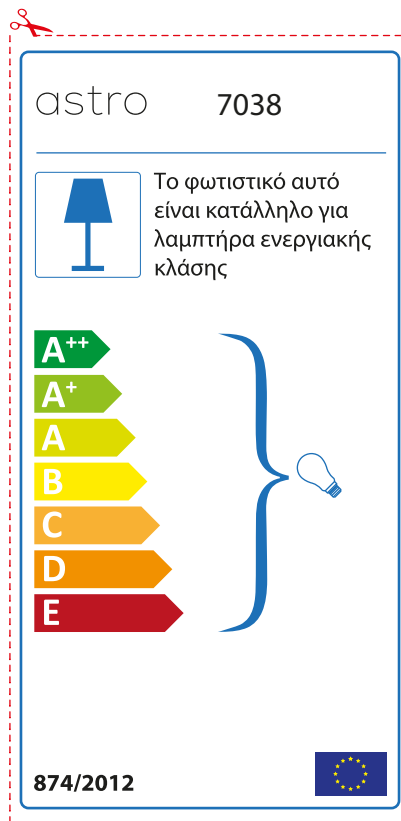 astro 7038
Το φωτιστικό αυτό
είναι κατάλληλο για
λαμπτήρα ενεργιακής
κλάσης
A++
A+
A
B
C
D
E
874/2012